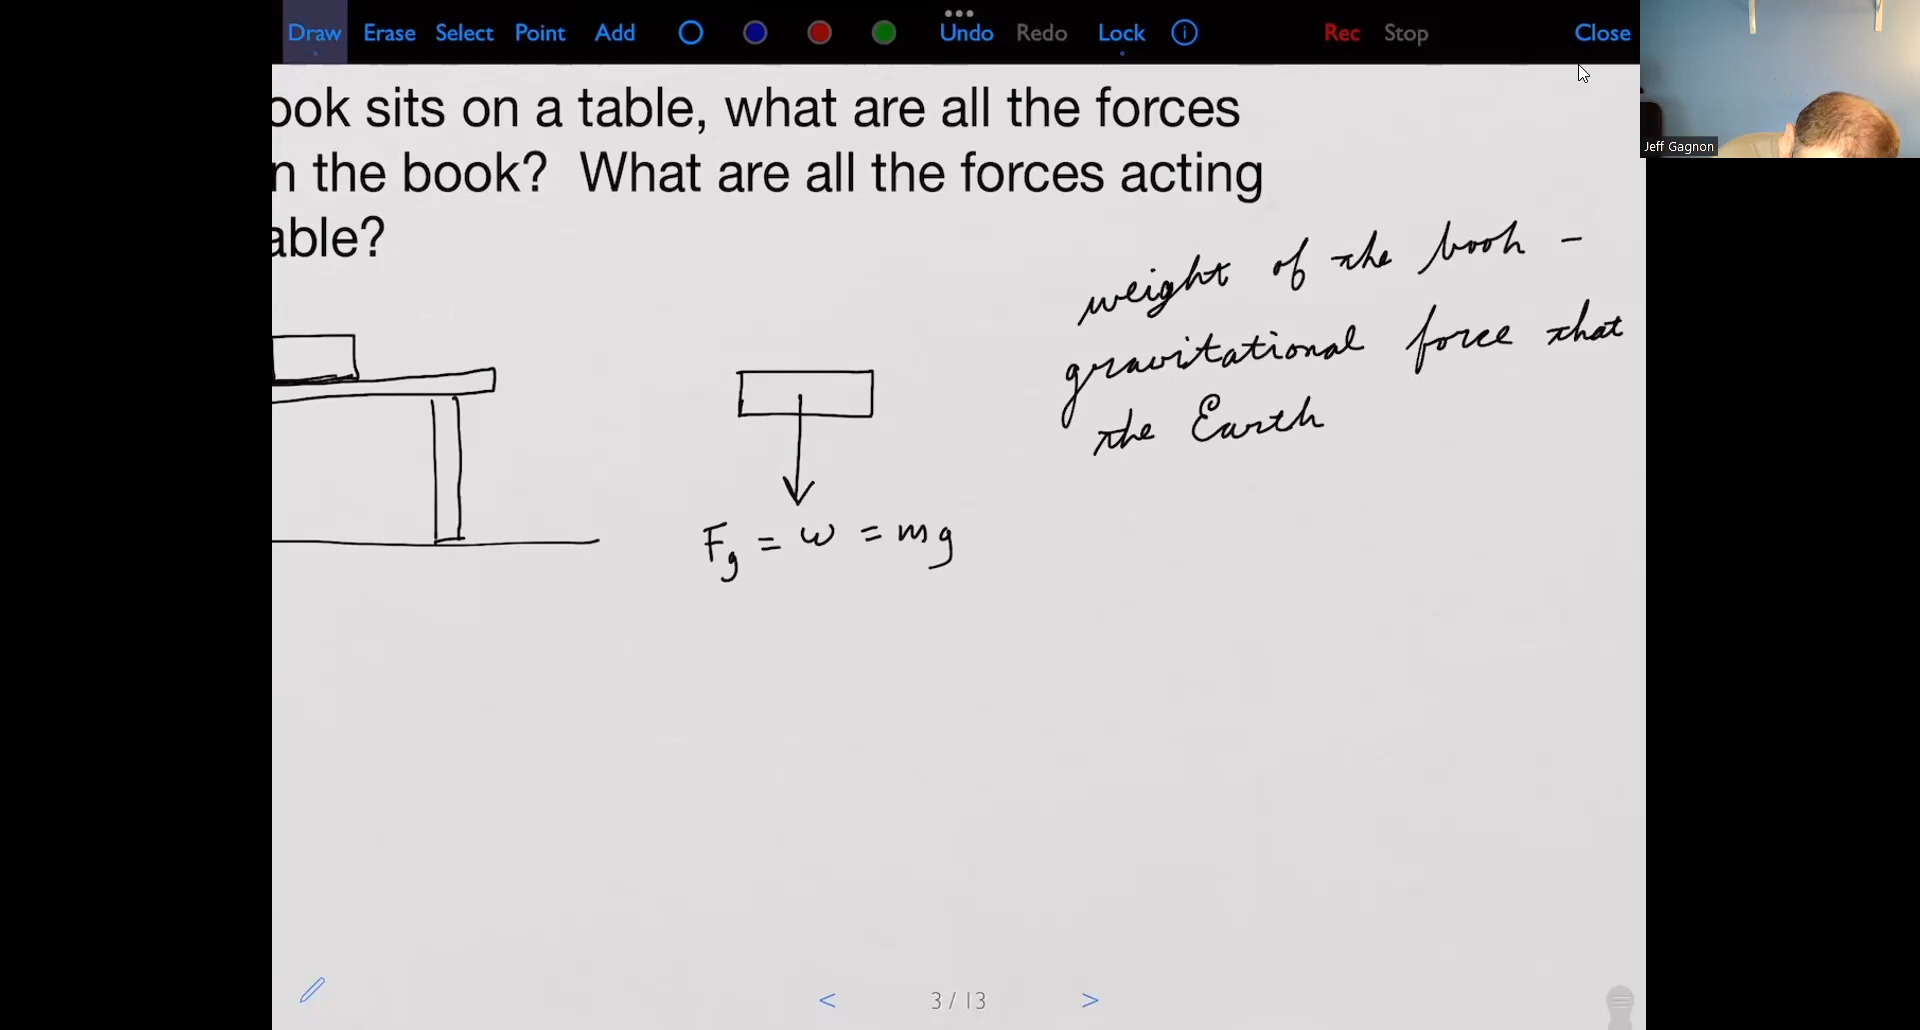 Draw Erase Select Point Add Undo Redo Lock Rec Stop Close
Jeff Gagnon
ook sits on a table, what are all the forces
n the book? What are all the forces acting
able?
weight of the book -
gravitational force that
the Earth
Fg = w = mg
3 / 13